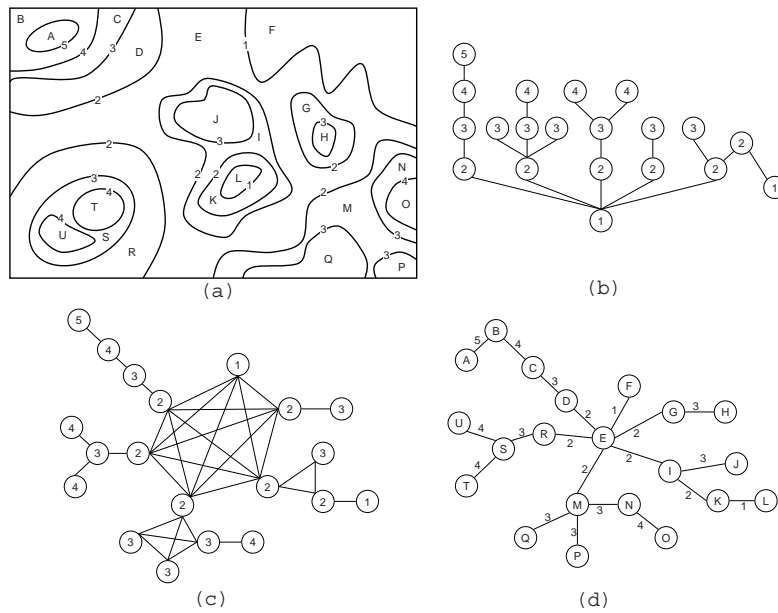 B C E F
A
5 4 3 D 1
2
J G
3 H
3 I 2
2 2 2 2 N
3 L 1 4
4 K M O
T
4
U S 3 3
R Q 3 P
(a)
5
4 4 4 4
3 3 3 3 3 3 3 2
2 2 2 2 2 1
1
(b)
5
4 1
3
2 2 3
4
3 2 3
4 2
2 2 1
3 3 4
3
(c)
B
5 4 F
A C
3 D 1 G 3 H
U 2 2
4 3 R 2 E
S 2 3 J
4 2 I
T 2 K 1 L
M 3 N
3 3 4
Q O
P
(d)